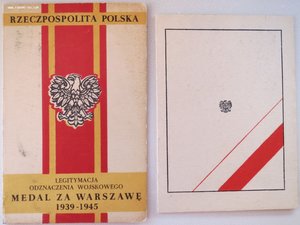 RZECZPOSPOLITA POLSKA
LEGITYMACJA
ODZNACZENIA WOJSKOWEGO
MEDAL ZA WARSZAWĘ
1939-1945